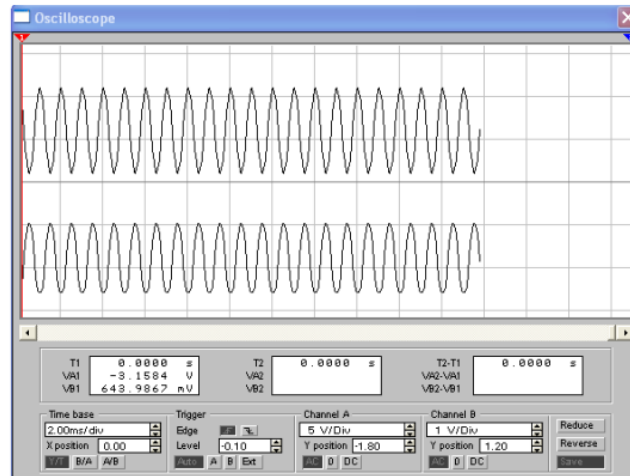 Oscilloscope
1
T1 0.0000 s T2 0.0000 s T2-T1 0.0000 s
VA1 -3.1584 V VA2 VA2-VA1
VB1 643.9867 mV VB2 VB2-VB1
Time base Trigger Channel A Channel B
2.00ms/div Edge 5 V/Div 1 V/Div Reduce
X position 0.00 Level -0.10 Y position -1.80 Y position 1.20 Reverse
Y/T B/A A/B Auto A B Ext AC 0 DC AC 0 DC Save